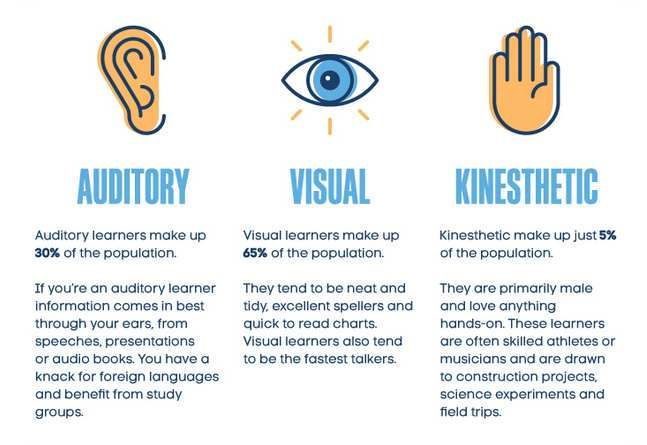 AUDITORY
Auditory learners make up
30% of the population.
If you're an auditory learner
information comes in best
through your ears, from
speeches, presentations
or audio books. You have a
knack for foreign languages
and benefit from study
groups.
VISUAL
Visual learners make up
65% of the population.
They tend to be neat and
tidy, excellent spellers and
quick to read charts.
Visual learners also tend
to be the fastest talkers.
KINESTHETIC
Kinesthetic make up just 5%
of the population.
They are primarily male
and love anything
hands-on. These learners
are often skilled athletes or
musicians and are drawn
to construction projects,
science experiments and
field trips.